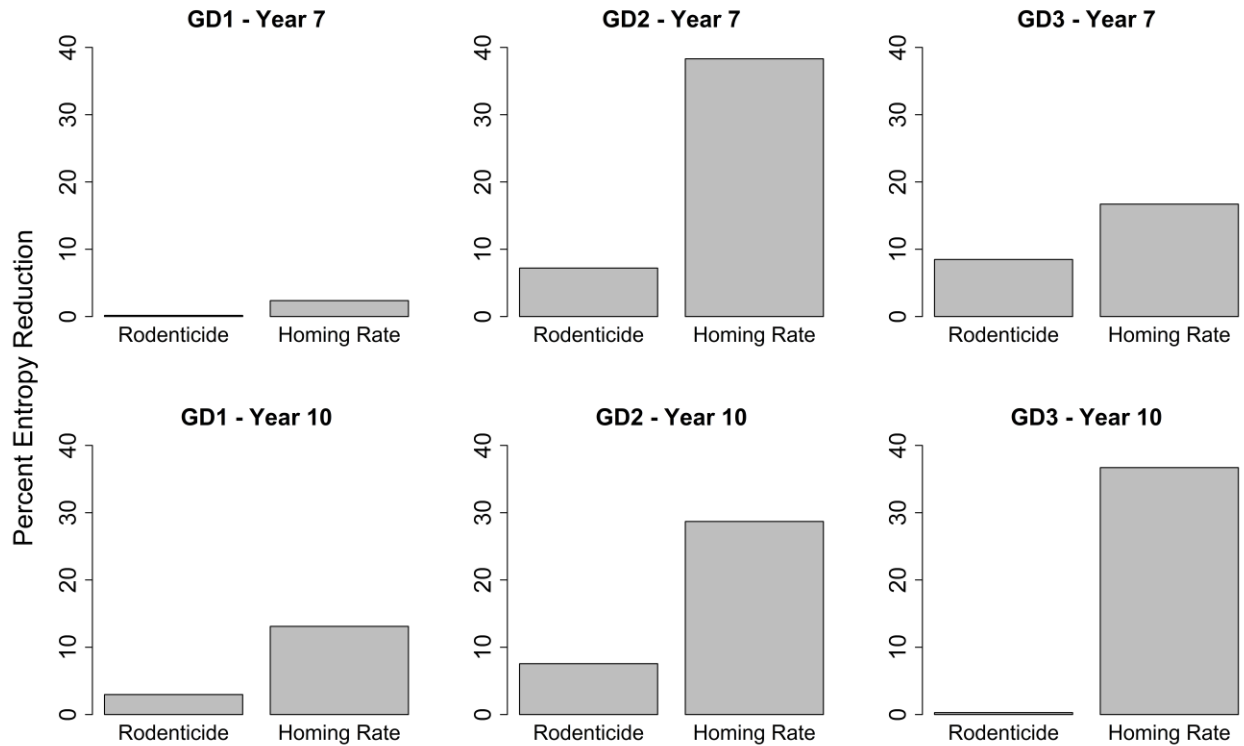 GD1 - Year 7
GD2 - Year 7
GD3 - Year 7
Percent Entropy Reduction
40
30
20
10
0
Rodenticide Homing Rate
40
30
20
10
0
Rodenticide Homing Rate
40
30
20
10
0
Rodenticide Homing Rate
GD1 - Year 10
GD2 - Year 10
GD3 - Year 10
40
30
20
10
0
Rodenticide Homing Rate
40
30
20
10
0
Rodenticide Homing Rate
40
30
20
10
0
Rodenticide Homing Rate